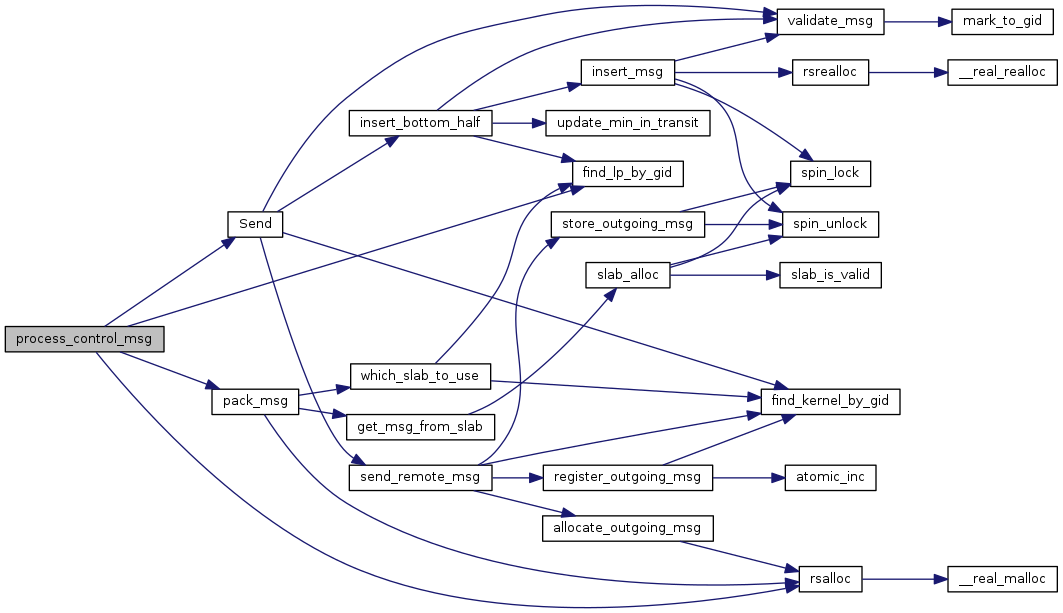 validate_msg
mark_to_gid
insert_msg
rsrealloc
__real_realloc
insert_bottom_half
update_min_in_transit
find_lp_by_gid
spin_lock
Send
store_outgoing_msg
spin_unlock
slab_alloc
slab_is_valid
process_control_msg
which_slab_to_use
pack_msg
find_kernel_by_gid
get_msg_from_slab
send_remote_msg
register_outgoing_msg
atomic_inc
allocate_outgoing_msg
rsalloc
__real_malloc